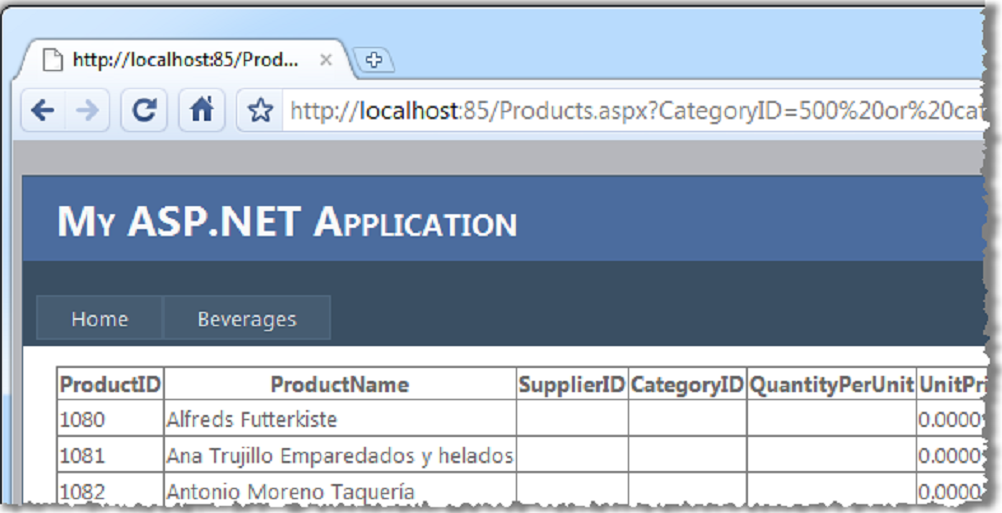 http://localhost:85/Prod...
http://localhost:85/Products.aspx?CategoryID=500%20or%20cat
My ASP.NET Application
Home Beverages
ProductID ProductName SupplierID CategoryID QuantityPerUnit UnitPri
1080 Alfreds Futterkiste 0.0000
1081 Ana Trujillo Emparedados y helados 0.0000
1082 Antonio Moreno Taquería 0.0000